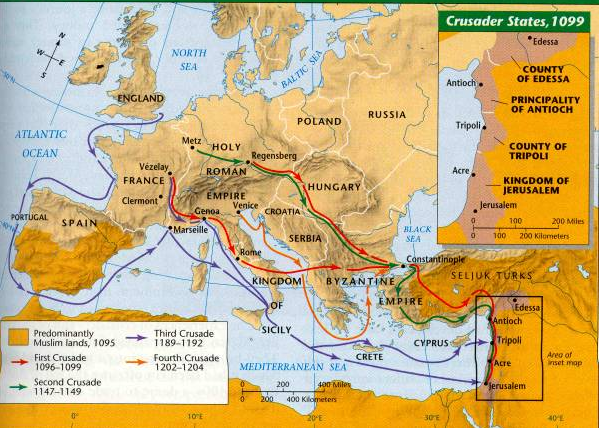 Crusader States, 1099
Edessa
COUNTY
OF EDESSA
Antioch
PRINCIPALITY
OF ANTIOCH
Tripoli
COUNTY OF
TRIPOLI
Acre
KINGDOM OF
JERUSALEM
Jerusalem
0 100 200 Miles
0 100 200 Kilometers
N
W
E
S
NORTH
SEA
BALTIC SEA
ENGLAND
POLAND
RUSSIA
ATLANTIC
OCEAN
Metz
HOLY
ROMAN
EMPIRE
Regensberg
Vézelay
FRANCE
HUNGARY
Clermont
Genoa
Venice
CROATIA
PORTUGAL
SPAIN
Marseille
SERBIA
BLACK
SEA
Rome
Constantinople
KINGDOM
OF
SICILY
BYZANTINE
EMPIRE
SELJUK TURKS
Edessa
Antioch
CYPRUS
Tripoli
CRETE
Acre
Jerusalem
Area of
inset map
MEDITERRANEAN SEA
Predominantly
Muslim lands, 1095
First Crusade
1096–1099
Second Crusade
1147–1149
Third Crusade
1189–1192
Fourth Crusade
1202–1204
0 200 400 Miles
0 200 400 Kilometers
0°
10°E
20°E
30°E
40°E